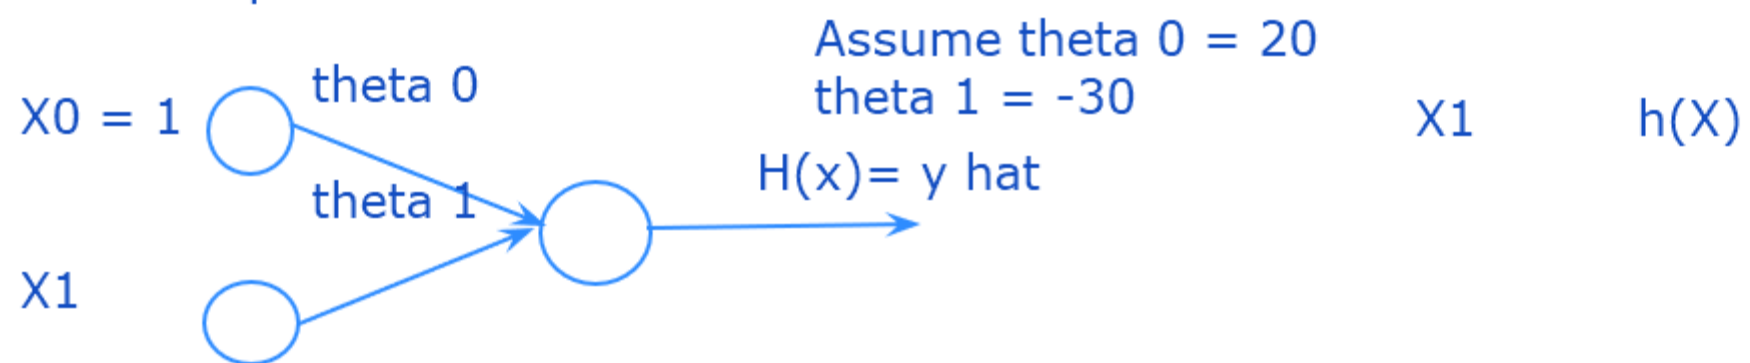 Assume theta 0 = 20
theta 0
theta 1 = -30
X0 = 1
X1 h(X)
H(x)= y hat
theta 1
X1